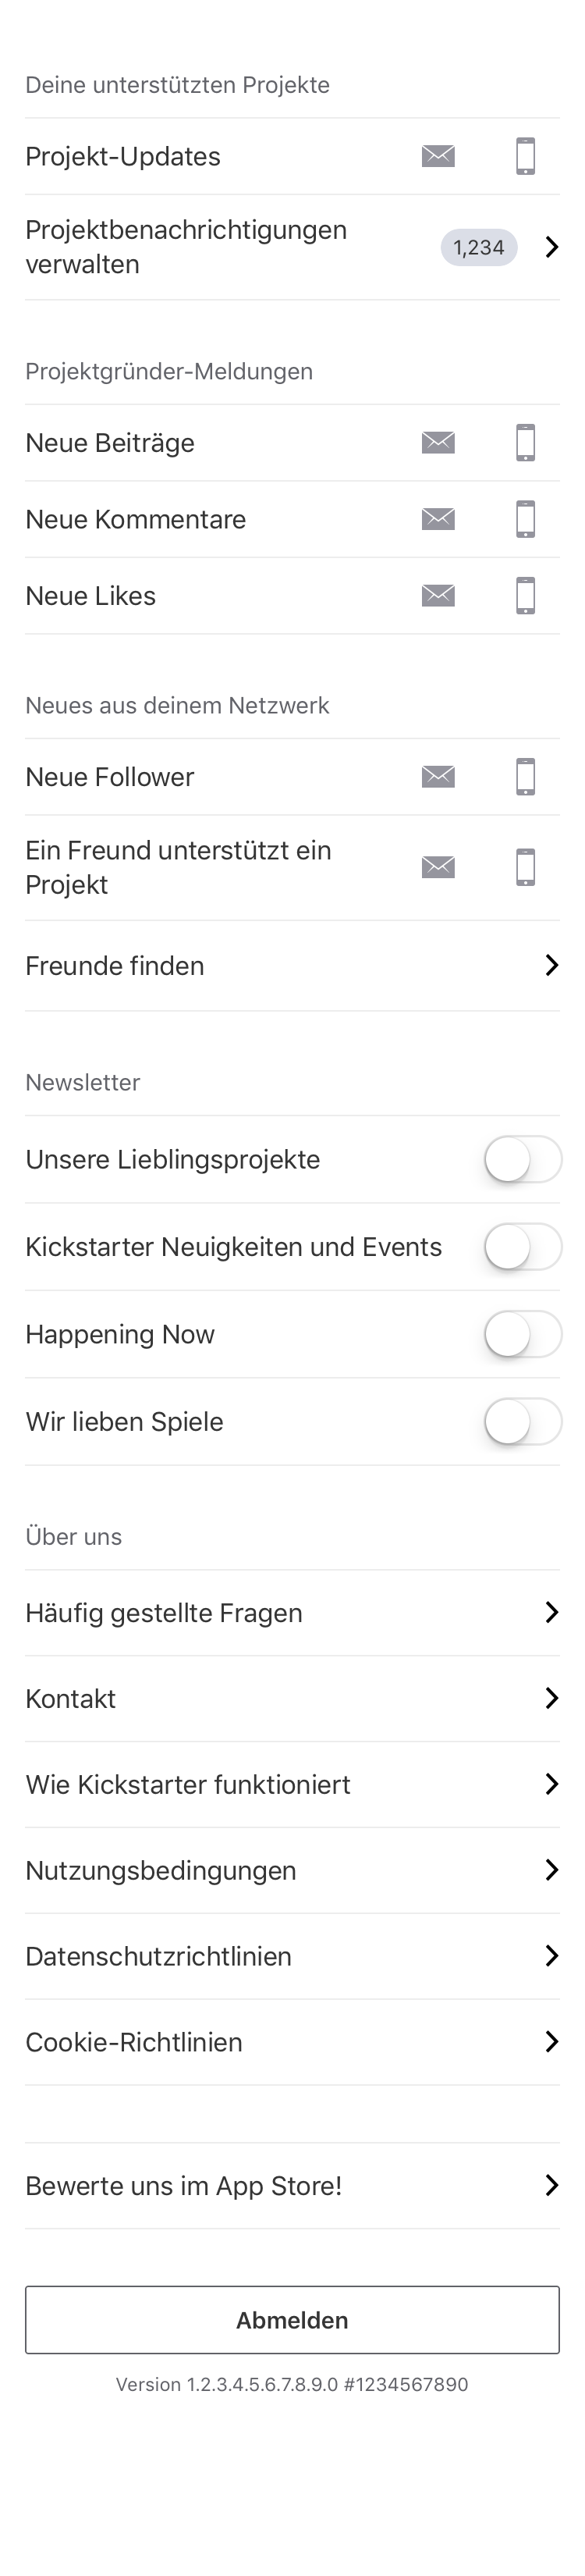 Deine unterstützten Projekte
Projekt-Updates
Projektbenachrichtigungen
verwalten
1,234
Projektgründer-Meldungen
Neue Beiträge
Neue Kommentare
Neue Likes
Neues aus deinem Netzwerk
Neue Follower
Ein Freund unterstützt ein
Projekt
Freunde finden
Newsletter
Unsere Lieblingsprojekte
Kickstarter Neuigkeiten und Events
Happening Now
Wir lieben Spiele
Über uns
Häufig gestellte Fragen
Kontakt
Wie Kickstarter funktioniert
Nutzungsbedingungen
Datenschutzrichtlinien
Cookie-Richtlinien
Bewerte uns im App Store!
Abmelden
Version 1.2.3.4.5.6.7.8.9.0 #1234567890